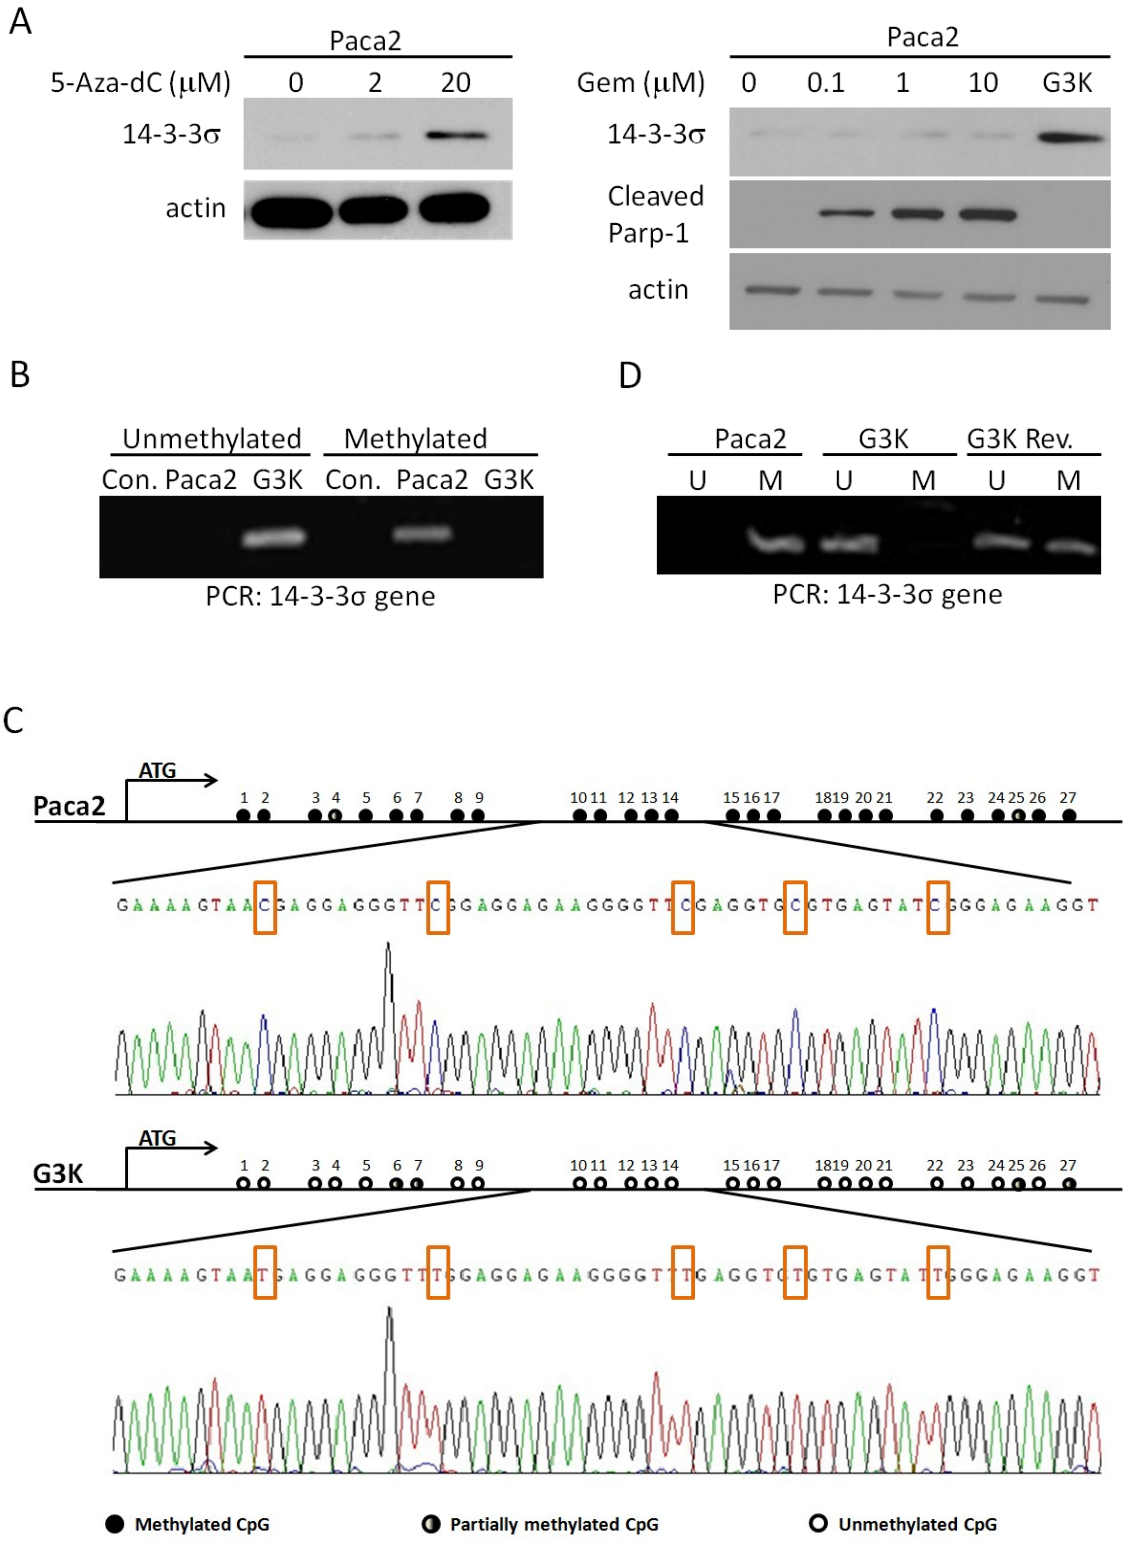 A
Paca2
5-Aza-dC (μM) 0 2 20
14-3-3σ
actin
Paca2
Gem (μM) 0 0.1 1 10 G3K
14-3-3σ
Cleaved
Parp-1
actin
B
Unmethylated Methylated
Con. Paca2 G3K Con. Paca2 G3K
PCR: 14-3-3σ gene
D
Paca2 G3K G3K Rev.
U M U M U M
PCR: 14-3-3σ gene
C
ATG
Paca2 1 2 3 4 5 6 7 8 9 10 11 12 13 14 15 16 17 18 19 20 21 22 23 24 25 26 27
GAAAAGTAACGAGGAGGGTTCGGAGGAGAAGGGGTTCGAGGTGCGTGAGTATCGGGAGAAGGT
ATG
G3K 1 2 3 4 5 6 7 8 9 10 11 12 13 14 15 16 17 18 19 20 21 22 23 24 25 26 27
GAAAAGTAATGAGGAGGGTTTGGAGGAGAAGGGGTTTGAGGTGTGTGAGTATTGGGAGAAGGT
Methylated CpG Partially methylated CpG Unmethylated CpG